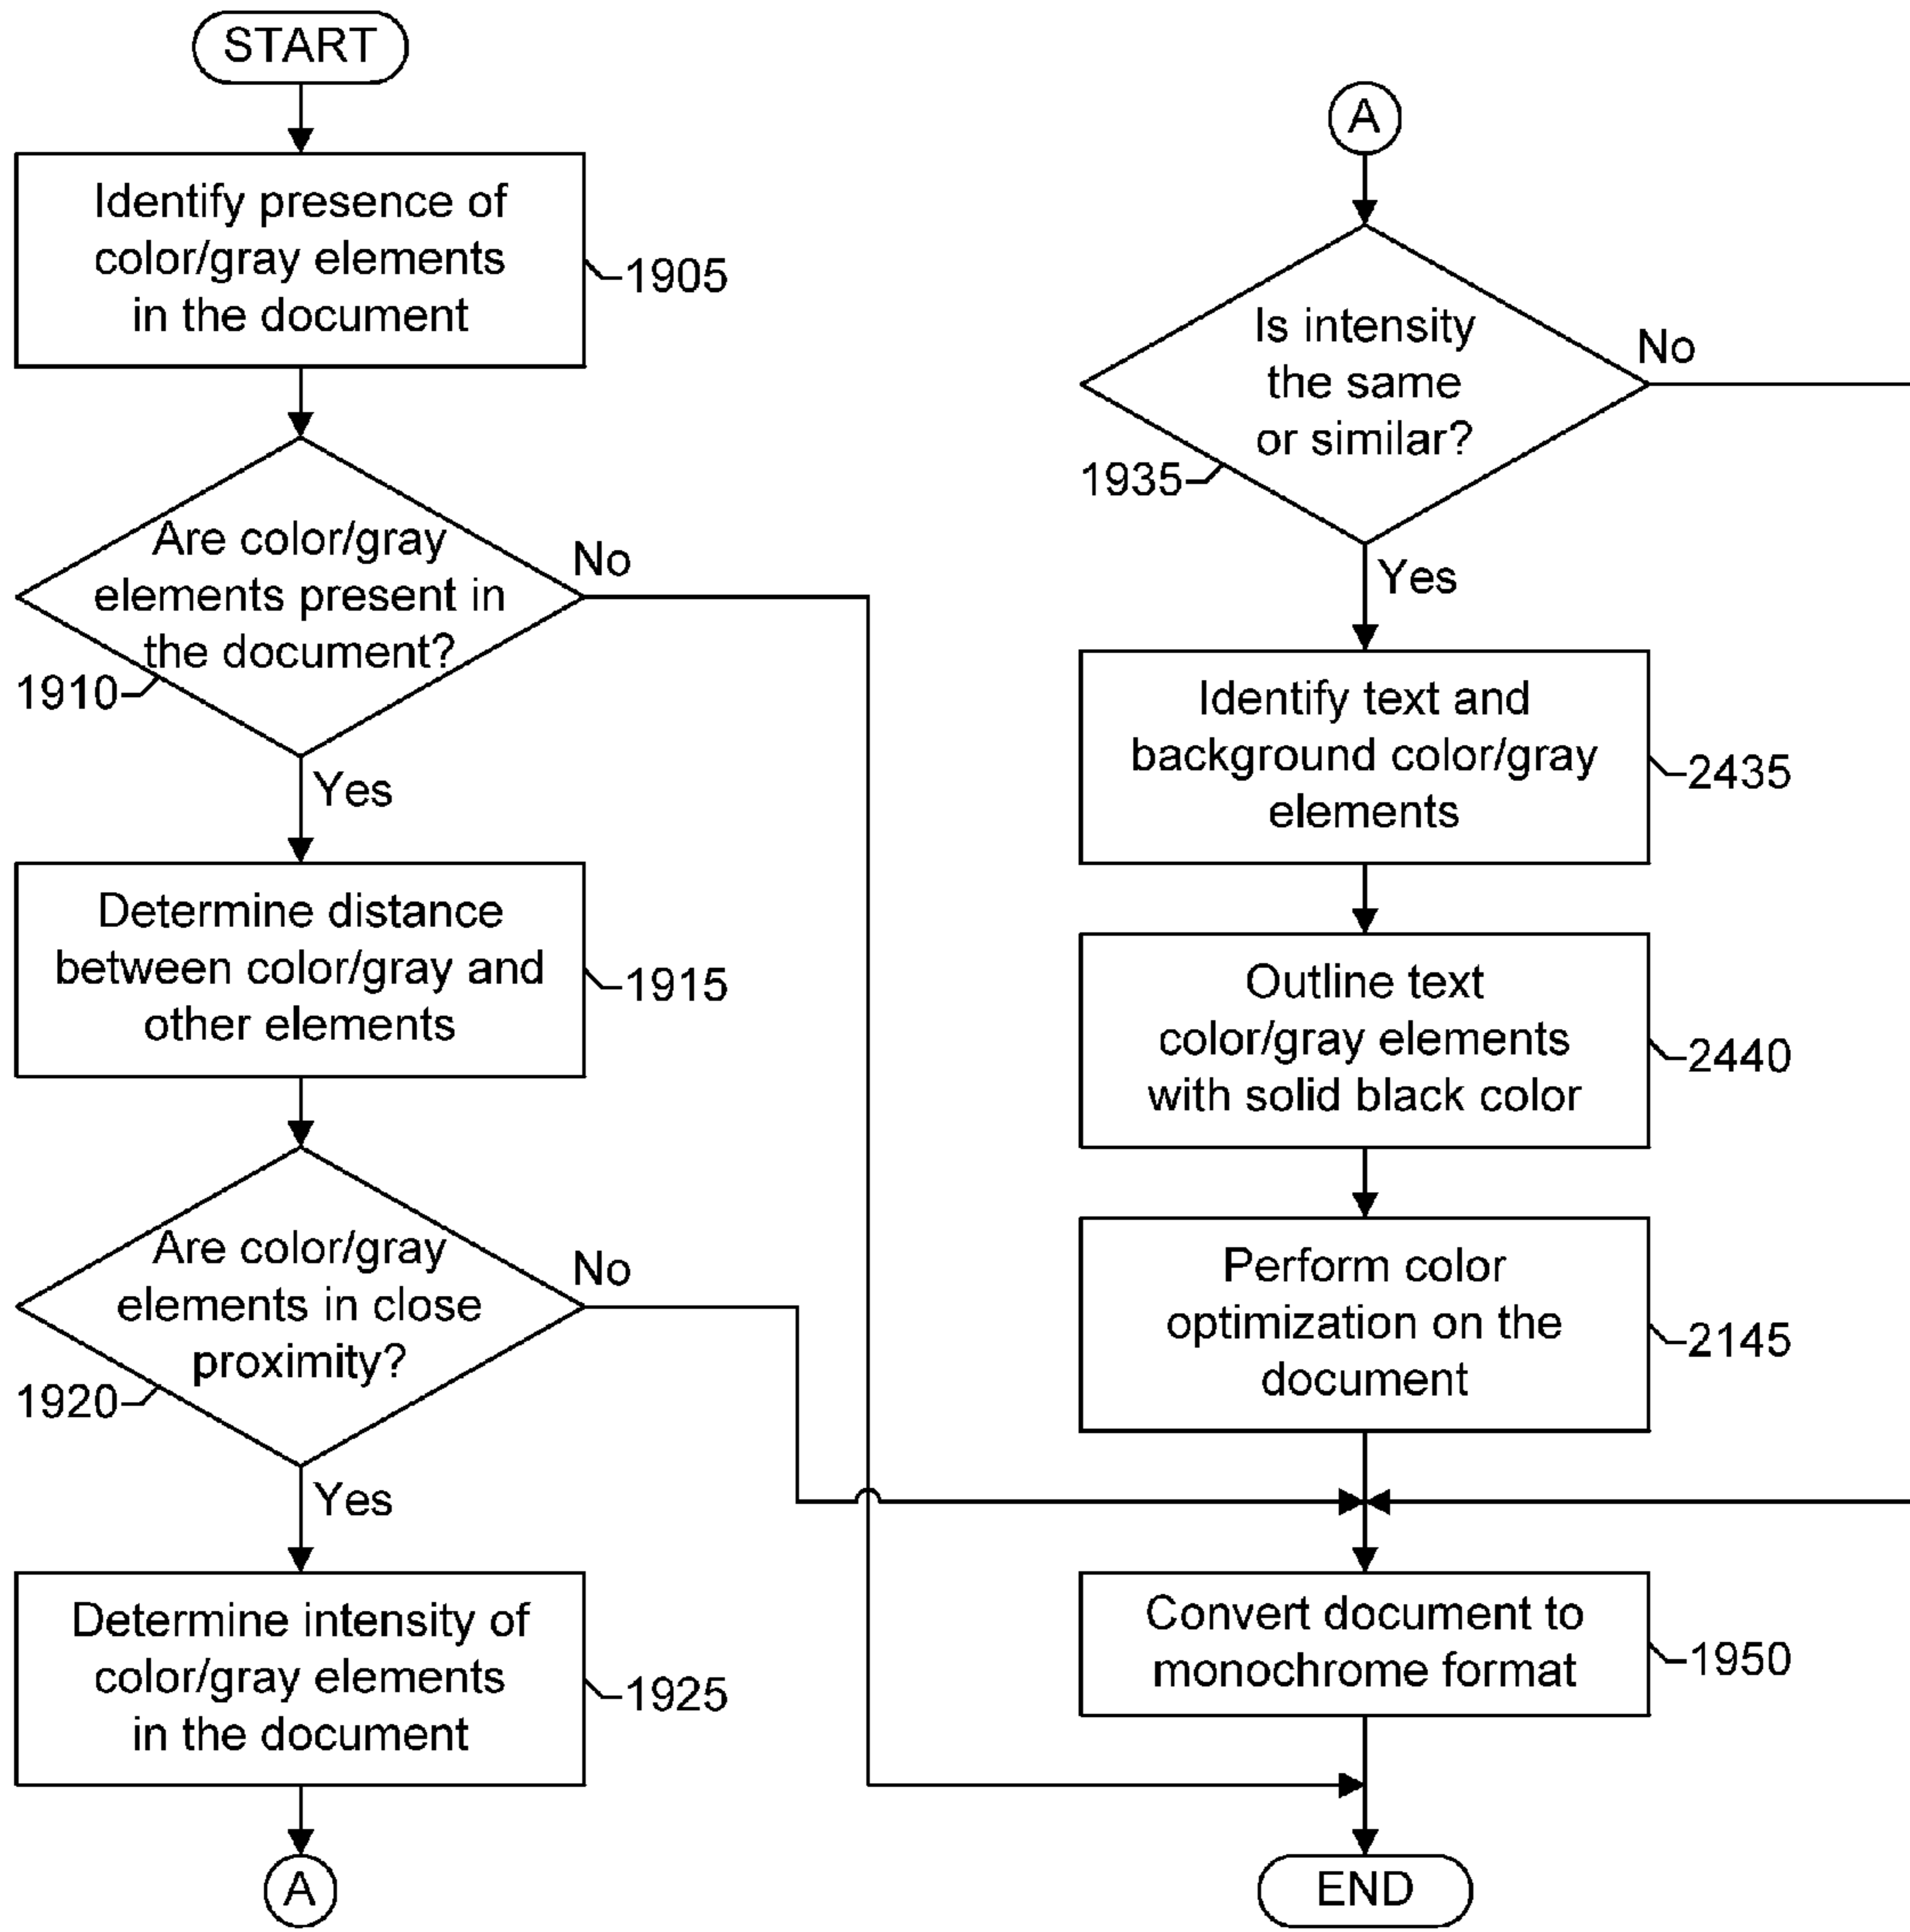 START
Identify presence of
color/gray elements
in the document
1905
Are color/gray
elements present in
the document?
1910
No
Yes
Determine distance
between color/gray and
other elements
1915
Are color/gray
elements in close
proximity?
1920
No
Yes
Determine intensity of
color/gray elements
in the document
1925
A
A
Is intensity
the same
or similar?
1935
No
Yes
Identify text and
background color/gray
elements
2435
Outline text
color/gray elements
with solid black color
2440
Perform color
optimization on the
document
2145
Convert document to
monochrome format
1950
END